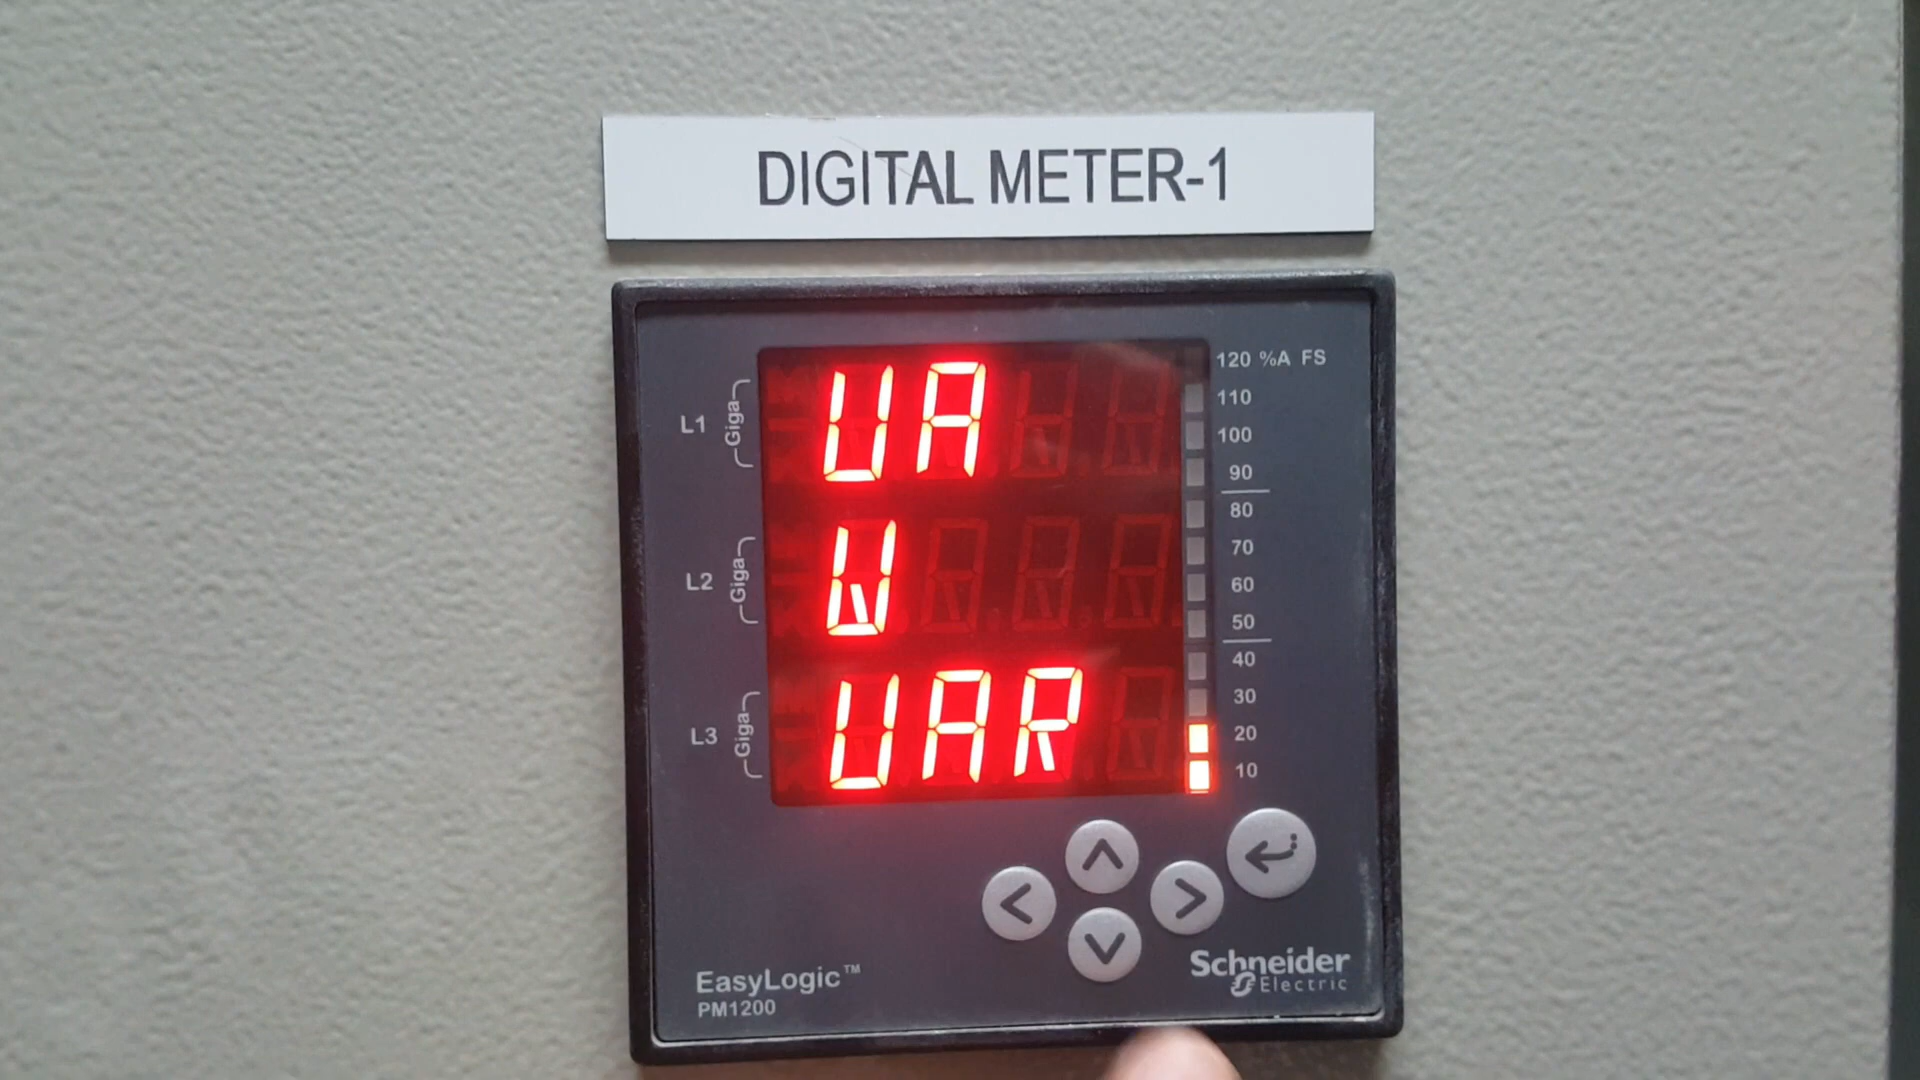 DIGITAL METER-1
120 %A FS
L1 Giga UA
110
100
90
80
L2 Giga W
70
60
50
40
L3 Giga VAR
30
20
10
EasyLogic™
PM1200
Schneider
Electric